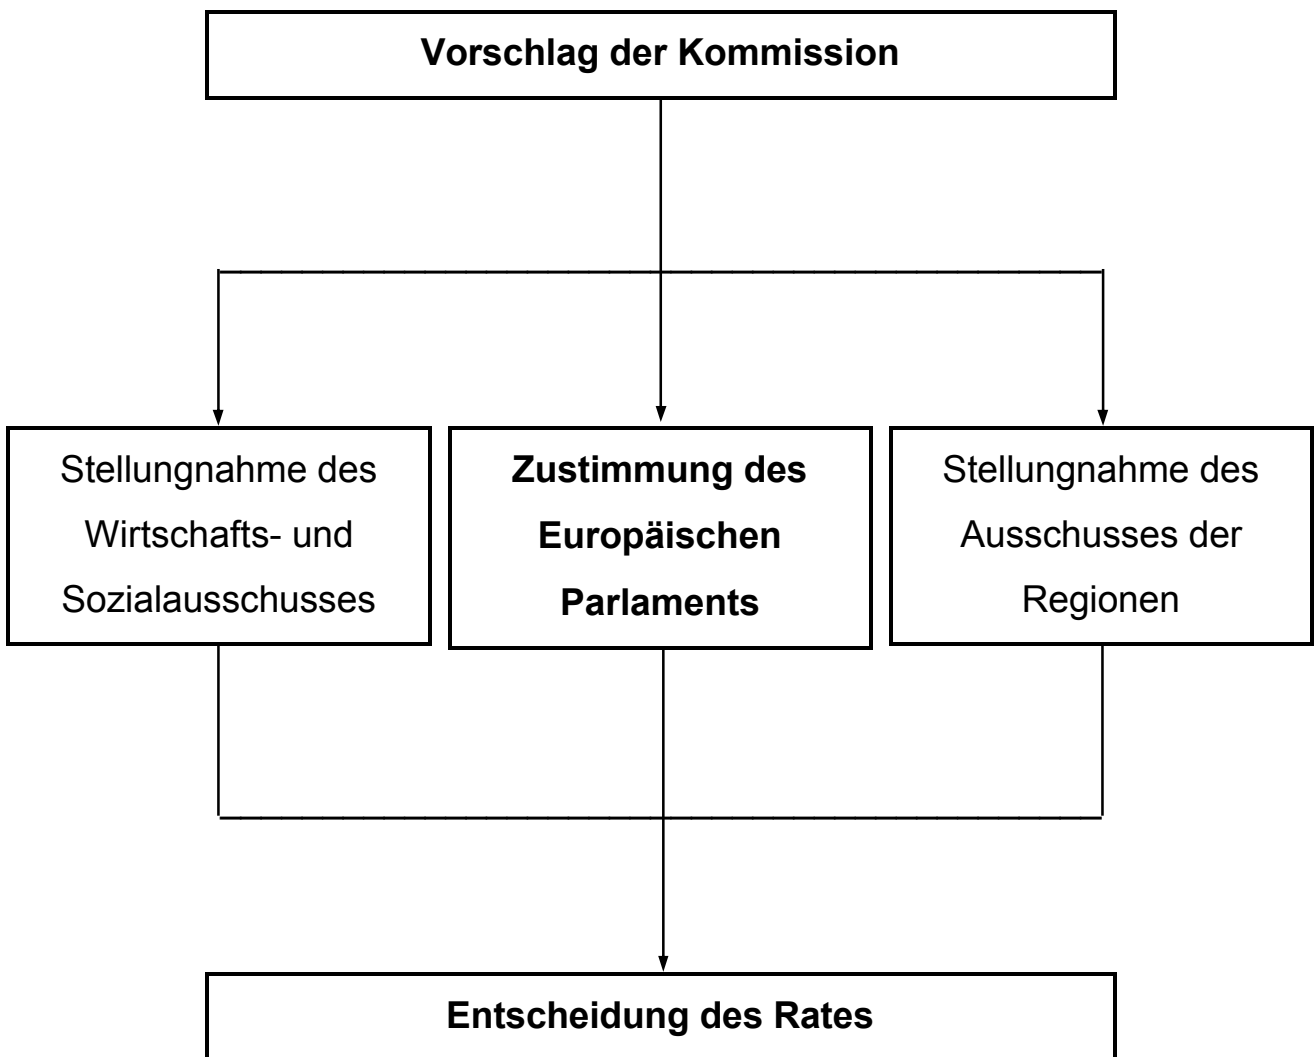 Vorschlag der Kommission
Stellungnahme des
Wirtschafts- und
Sozialausschusses
Zustimmung des
Europäischen
Parlaments
Stellungnahme des
Ausschusses der
Regionen
Entscheidung des Rates